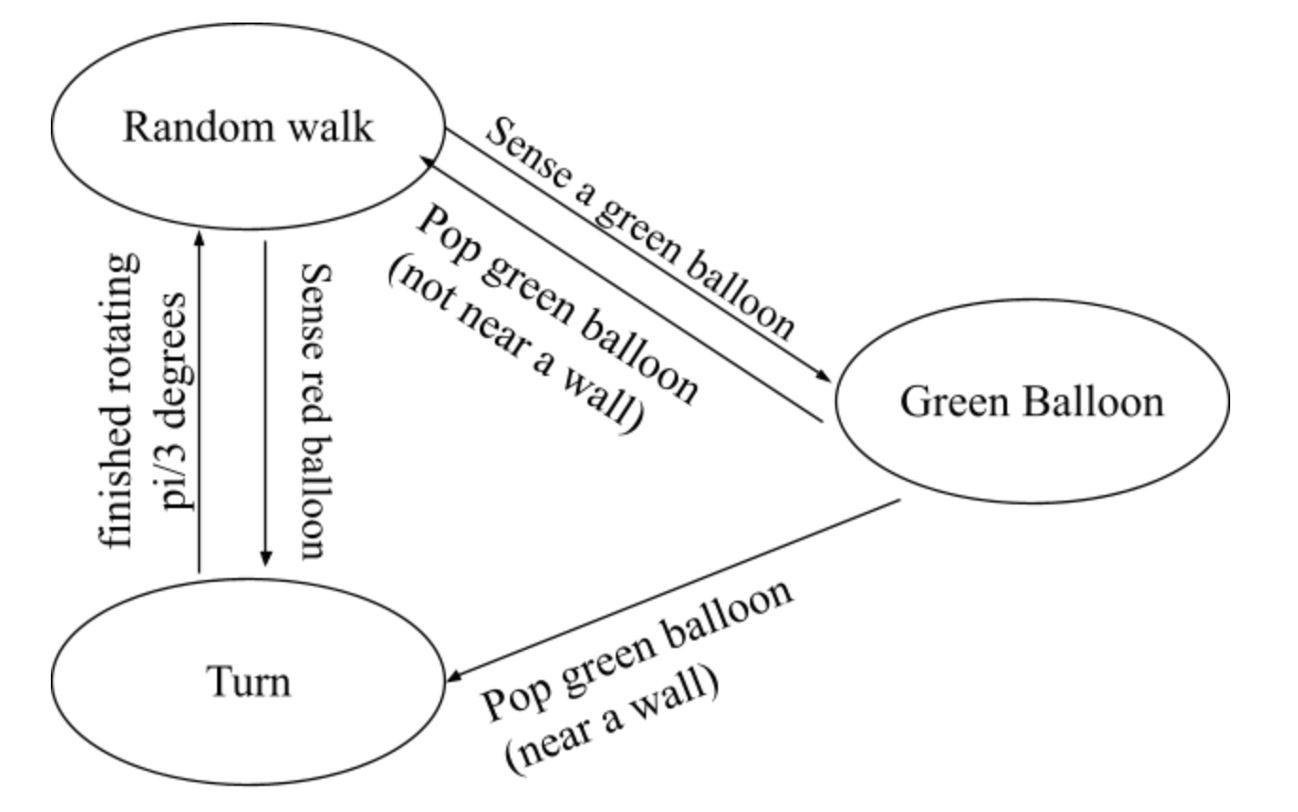 Random walk
Sense a green balloon
Pop green balloon
(not near a wall)
finished rotating
pi/3 degrees
Sense red balloon
Green Balloon
Turn
Pop green balloon
(near a wall)